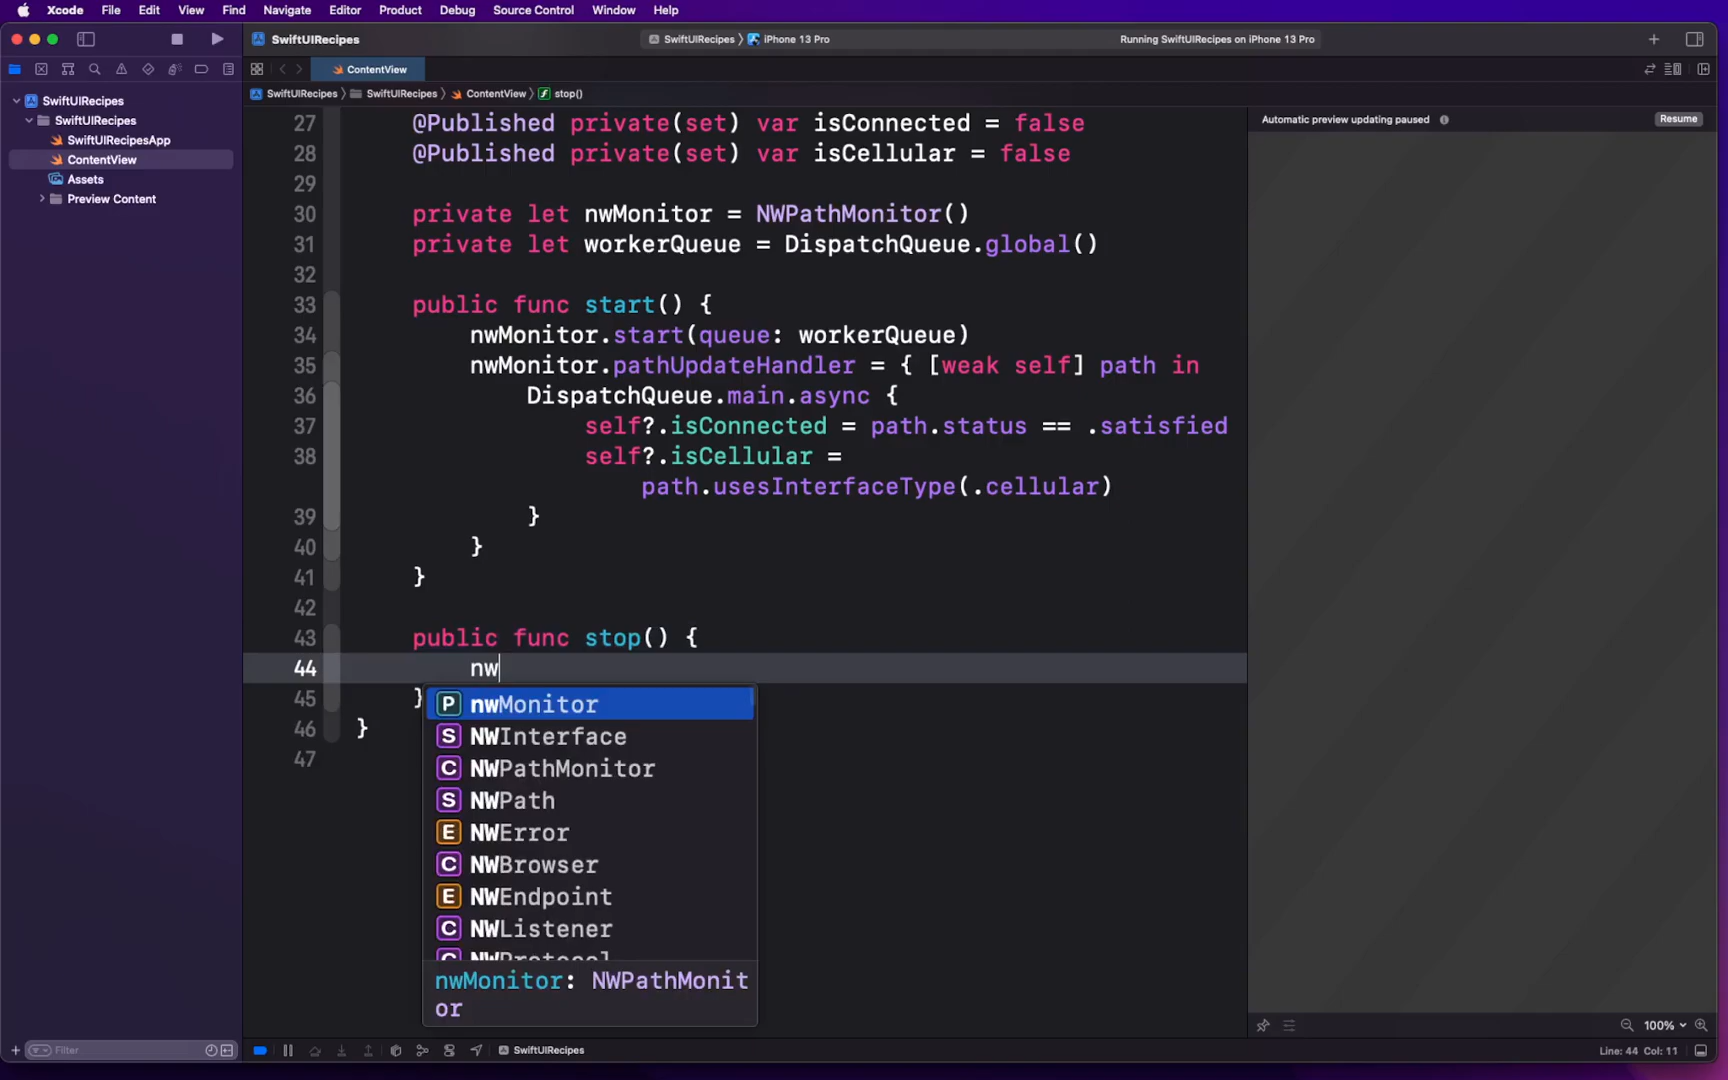 Xcode File Edit View Find Navigate Editor Product Debug Source Control Window Help
SwiftUIRecipes
SwiftUIRecipes iPhone 13 Pro
Running SwiftUIRecipes on iPhone 13 Pro
ContentView
SwiftUIRecipes SwiftUIRecipes ContentView stop()
SwiftUIRecipes
SwiftUIRecipes
SwiftUIRecipesApp
ContentView
Assets
Preview Content
27 @Published private(set) var isConnected = false
28 @Published private(set) var isCellular = false
29
30 private let nwMonitor = NWPathMonitor()
31 private let workerQueue = DispatchQueue.global()
32
33 public func start() {
34 nwMonitor.start(queue: workerQueue)
35 nwMonitor.pathUpdateHandler = { [weak self] path in
36 DispatchQueue.main.async {
37 self?.isConnected = path.status == .satisfied
38 self?.isCellular =
path.usesInterfaceType(.cellular)
39 }
40 }
41 }
42
43 public func stop() {
44 nw
45 }
46 }
47
P nwMonitor
S NWInterface
C NWPathMonitor
S NWPath
E NWError
C NWBrowser
E NWEndpoint
C NWListener
C NWProtocol
nwMonitor: NWPathMonit
or
Automatic preview updating paused
Resume
100%
Filter
SwiftUIRecipes
Line: 44 Col: 11